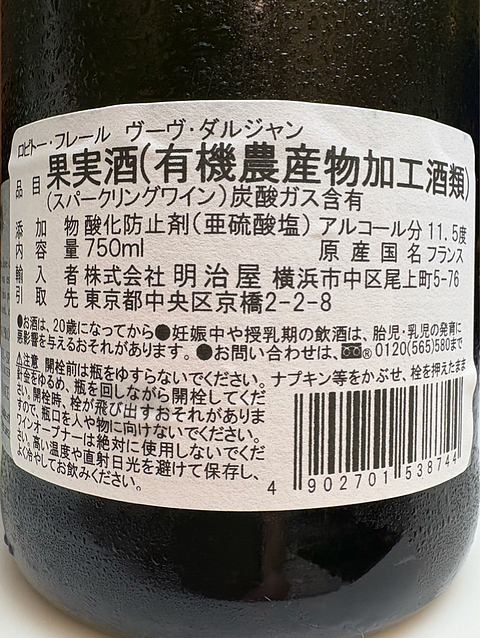 ロビトー・フレール ヴーヴ・ダルジャン
品目 果実酒(有機農産物加工酒類)
(スパークリングワイン)炭酸ガス含有
添加物 酸化防止剤(亜硫酸塩) アルコール分 11.5度
内容量 750ml 原産国名 フランス
輸入者 株式会社 明治屋 横浜市中区尾上町5-76
引取先 東京都中央区京橋2-2-8
●お酒は、20歳になってから●妊娠中や授乳期の飲酒は、胎児・乳児の発育に
悪影響を与えるおそれがあります。●お問い合わせは、®0120(565)580まで
⚠注意 開栓前は瓶をゆすらないでください。ナプキン等をかぶせ、栓を押えたまま
針金をゆるめ、瓶を回しながら開栓してくだ
さい。開栓時、栓が飛び出すおそれがありま
すので、瓶口を人や物に向けないでください。
ワインオープナーは絶対に使用しないでくだ
さい。高い温度や直射日光を避けて保存し、
よく冷やしてお飲みください。
4 902701 538744